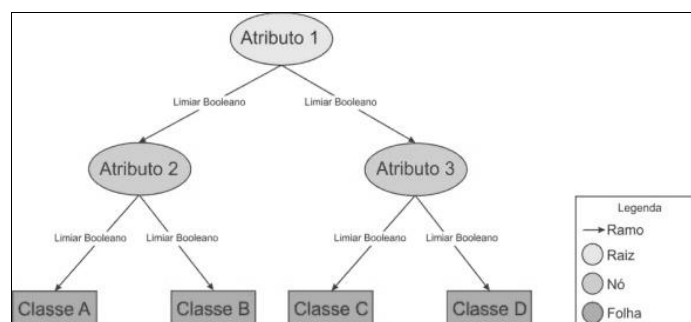 Atributo 1
Limiar Booleano Limiar Booleano
Atributo 2 Atributo 3
Limiar Booleano Limiar Booleano Limiar Booleano Limiar Booleano
Classe A Classe B Classe C Classe D
Legenda
Ramo
Raiz
Nó
Folha